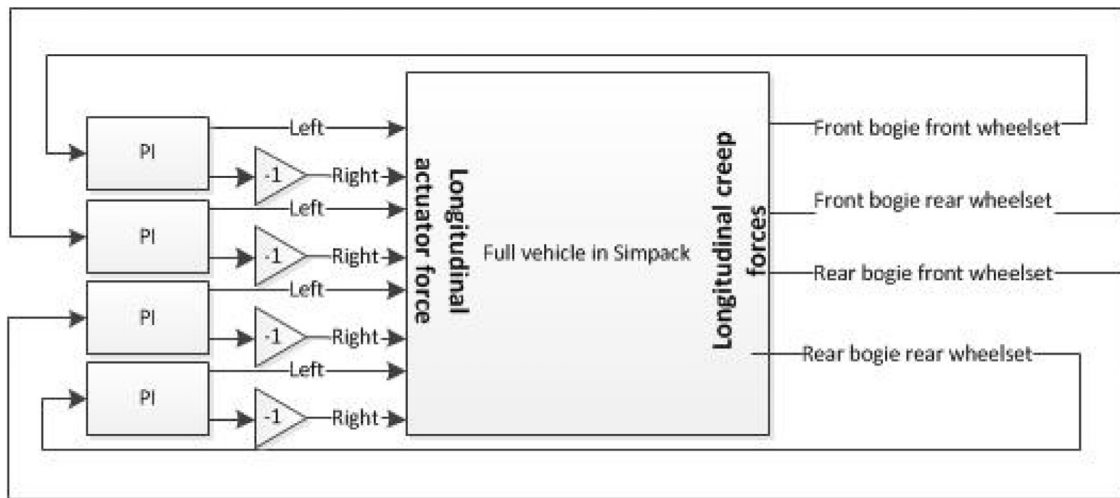 PI
Left
-1
Right
PI
Left
-1
Right
PI
Left
-1
Right
PI
Left
-1
Right
Longitudinal
actuator force
Full vehicle in Simpack
Longitudinal creep
forces
Front bogie front wheelset
Front bogie rear wheelset
Rear bogie front wheelset
Rear bogie rear wheelset